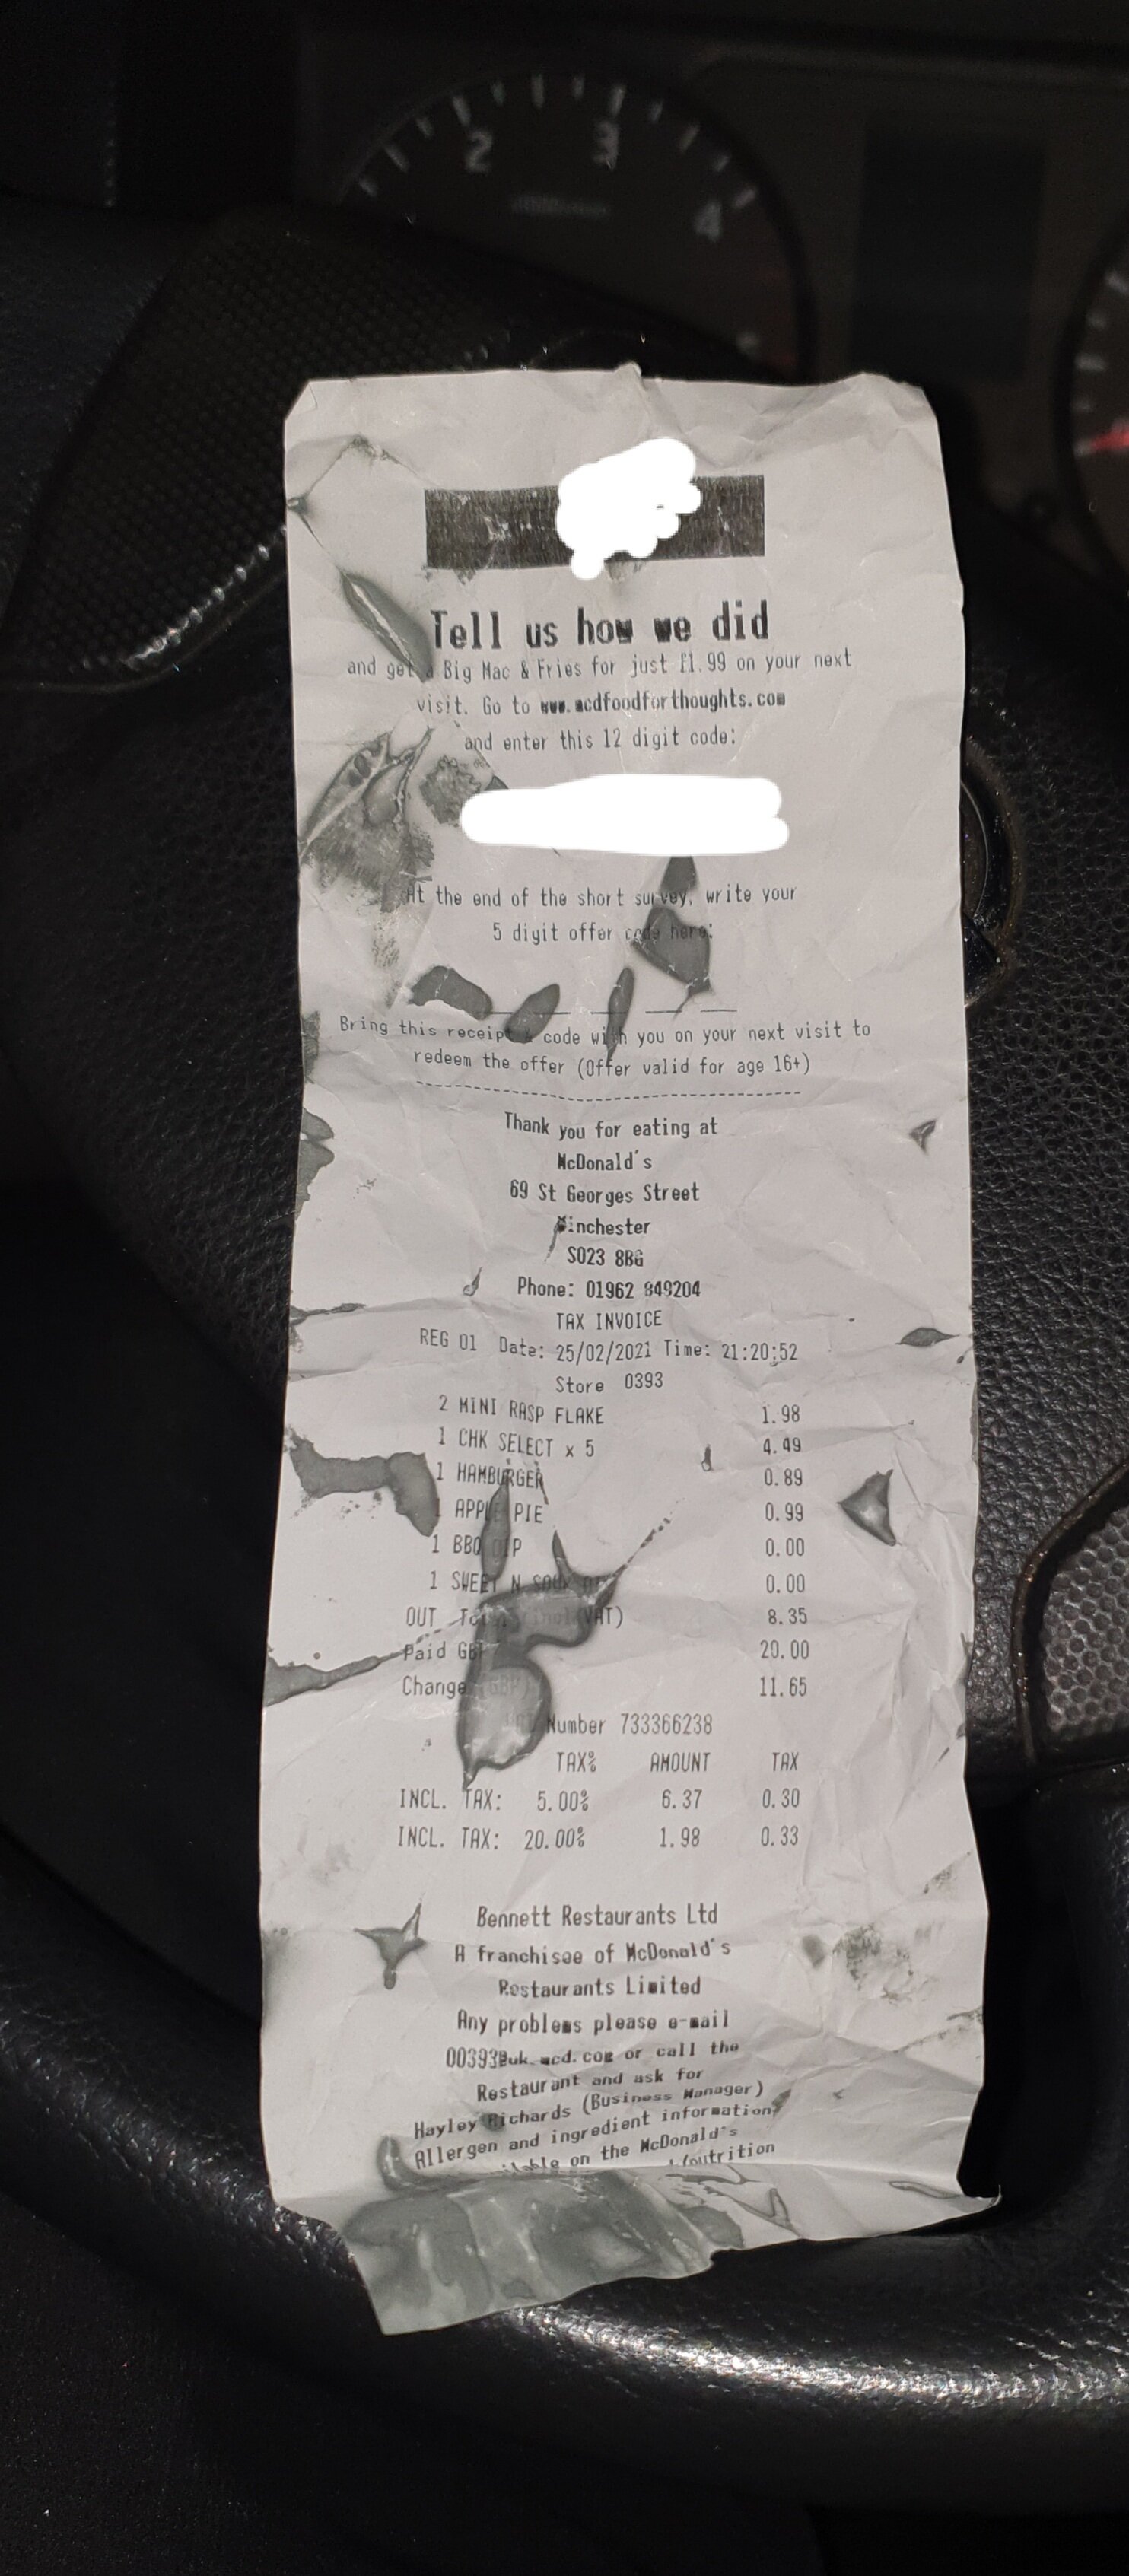 2
3
4
Tell us how we did
and get a Big Mac & Fries for just £1.99 on your next
visit. Go to www.mcdfoodforthoughts.com
and enter this 12 digit code:
At the end of the short survey, write your
5 digit offer code here:
Bring this receipt code with you on your next visit to
redeem the offer (Offer valid for age 16+)
Thank you for eating at
McDonald's
69 St Georges Street
Winchester
SO23 8BG
Phone: 01962 849204
TAX INVOICE
REG 01 Date: 25/02/2021 Time: 21:20:52
Store 0393
2 MINI RASP FLAKE 1.98
1 CHK SELECT x 5 4.49
1 HAMBURGER 0.89
1 APPLE PIE 0.99
1 BBQ DIP 0.00
1 SWEET N SOUR 0.00
OUT Total (incl VAT) 8.35
Paid GBP 20.00
Change (GBP) 11.65
Number 733366238
TAX% AMOUNT TAX
INCL. TAX: 5.00% 6.37 0.30
INCL. TAX: 20.00% 1.98 0.33
Bennett Restaurants Ltd
A franchisee of McDonald's
Restaurants Limited
Any problems please e-mail
00393@uk.mcd.com or call the
Restaurant and ask for
Hayley Richards (Business Manager)
Allergen and ingredient information
on the McDonald's